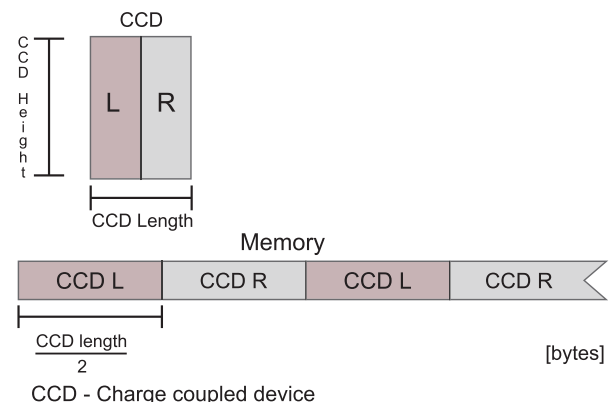 CCD
CCD Height
L R
CCD Length
Memory
CCD L CCD R CCD L CCD R
CCD length
2
[bytes]
CCD - Charge coupled device